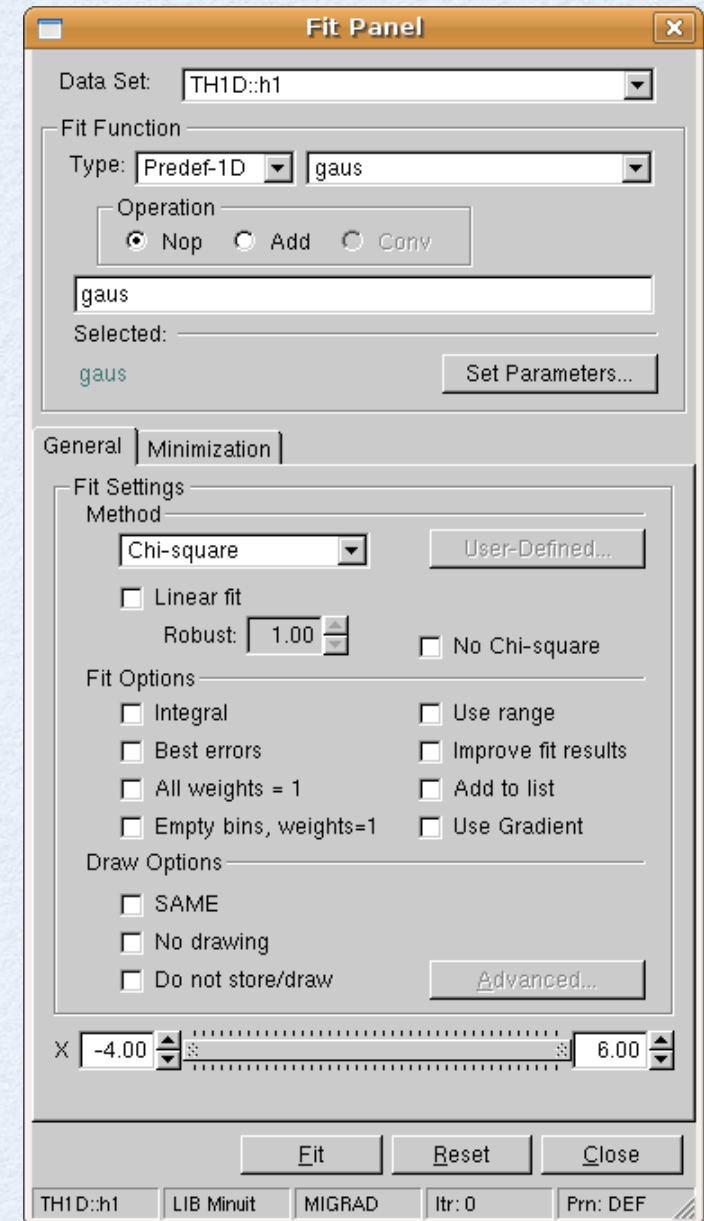 Fit Panel
Data Set: TH1D::h1
Fit Function
Type: Predef-1D gaus
Operation
Nop Add Conv
gaus
Selected:
gaus Set Parameters...
General Minimization
Fit Settings
Method
Chi-square User-Defined...
Linear fit
Robust: 1.00 No Chi-square
Fit Options
Integral Use range
Best errors Improve fit results
All weights = 1 Add to list
Empty bins, weights=1 Use Gradient
Draw Options
SAME
No drawing
Do not store/draw Advanced...
X -4.00 6.00
Fit Reset Close
TH1D::h1 LIB Minuit MIGRAD Itr: 0 Prn: DEF